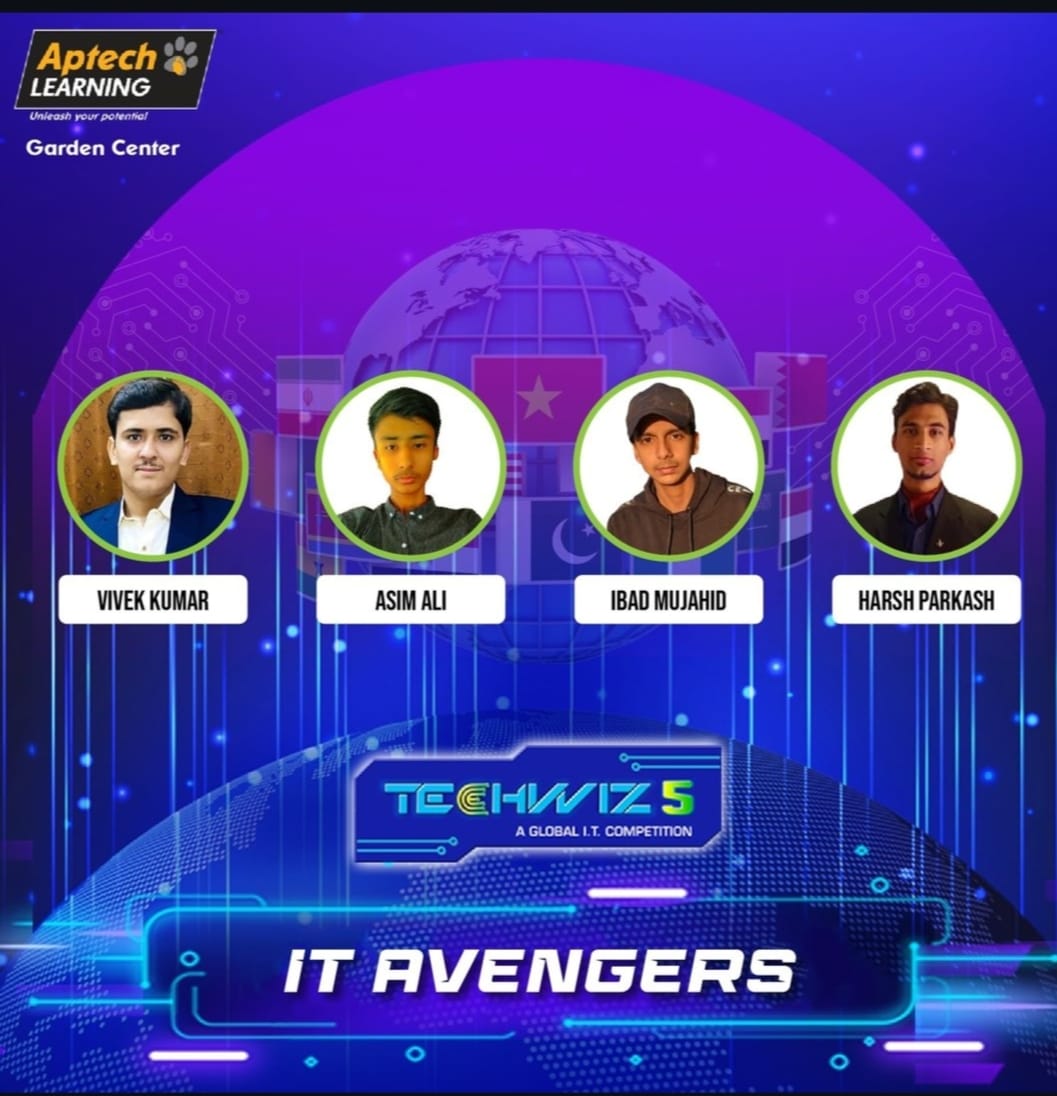 Aptech
LEARNING
Unleash your potential
Garden Center
VIVEK KUMAR
ASIM ALI
IBAD MUJAHID
HARSH PARKASH
TECHWIZ 5
A GLOBAL I.T. COMPETITION
IT AVENGERS